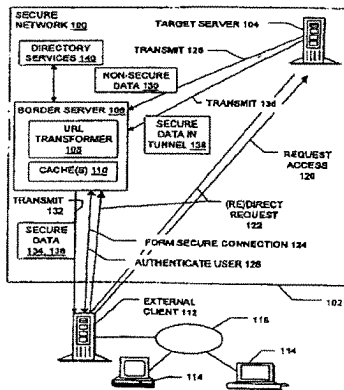 SECURE
NETWORK 100
TARGET SERVER 104
DIRECTORY
SERVICES 140
TRANSMIT 128
NON-SECURE
DATA 130
TRANSMIT 136
BORDER SERVER 106
URL
TRANSFORMER
108
CACHE(S) 110
SECURE
DATA IN
TUNNEL 138
REQUEST
ACCESS
120
TRANSMIT
132
(RE)DIRECT
REQUEST
122
SECURE
DATA
134, 138
FORM SECURE CONNECTION 124
AUTHENTICATE USER 126
102
EXTERNAL
CLIENT 112
116
114
114